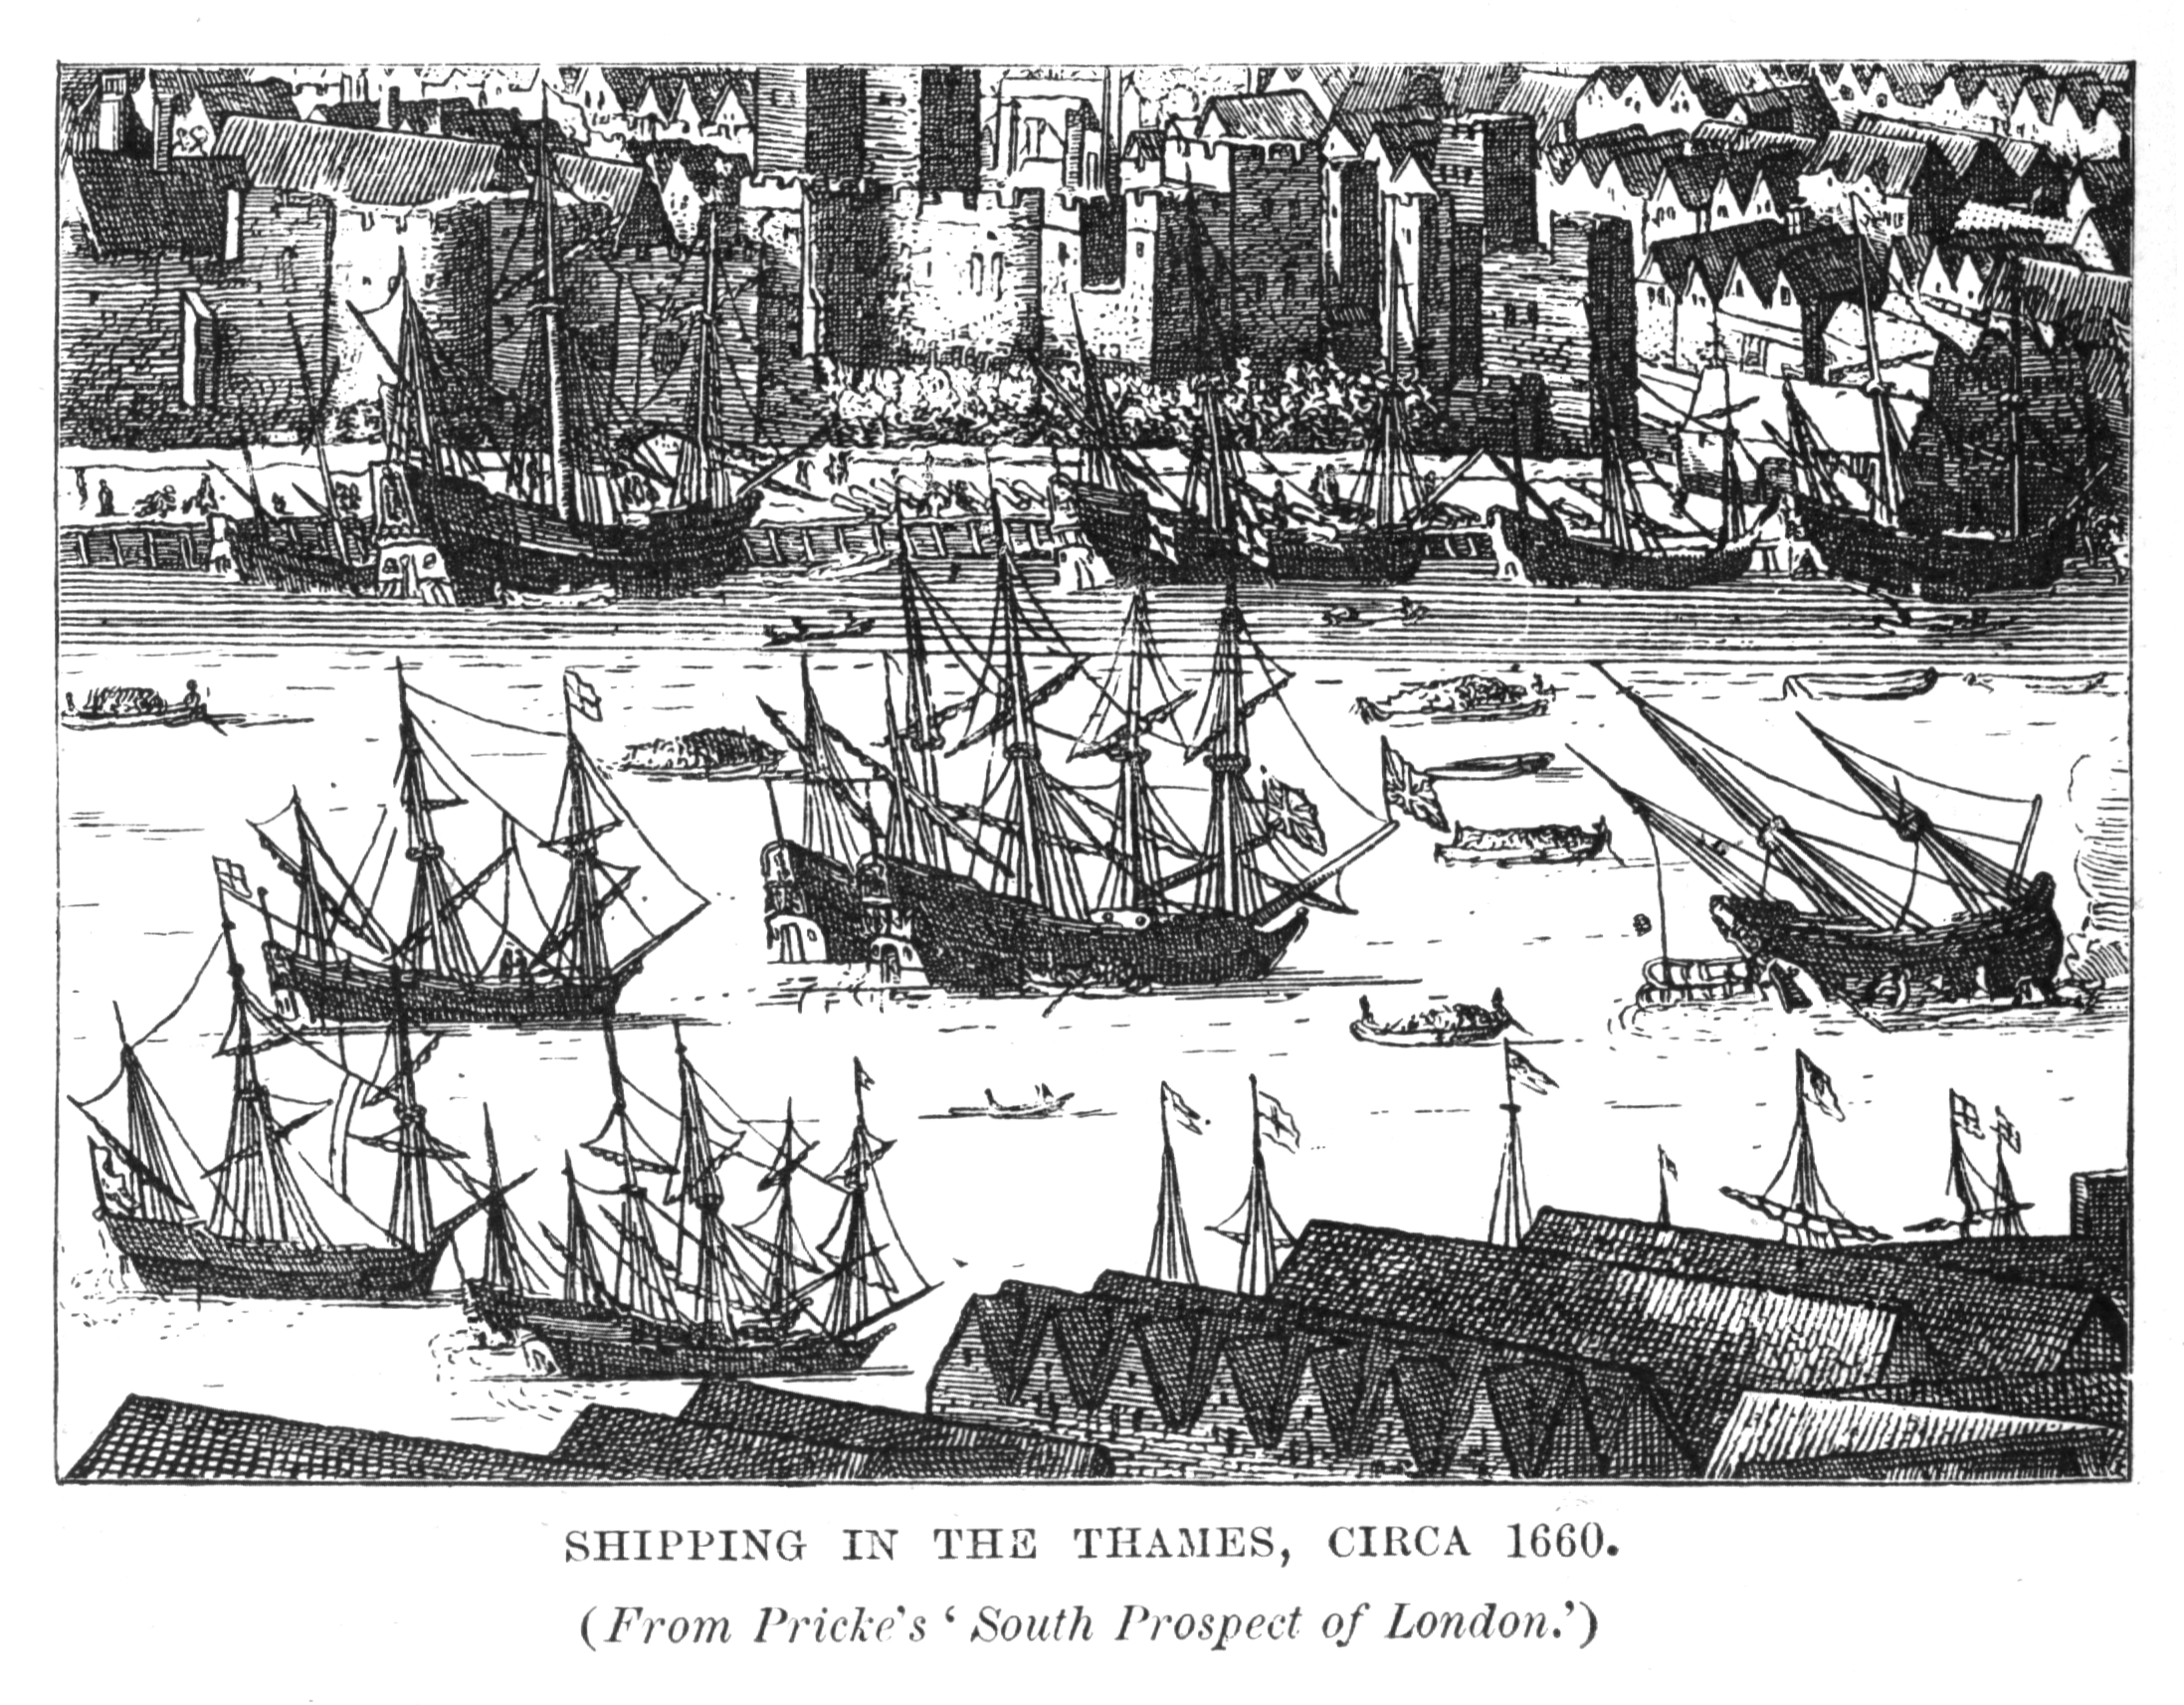 SHIPPING IN THE THAMES, CIRCA 1660.
(From Pricke's ‘South Prospect of London.’)